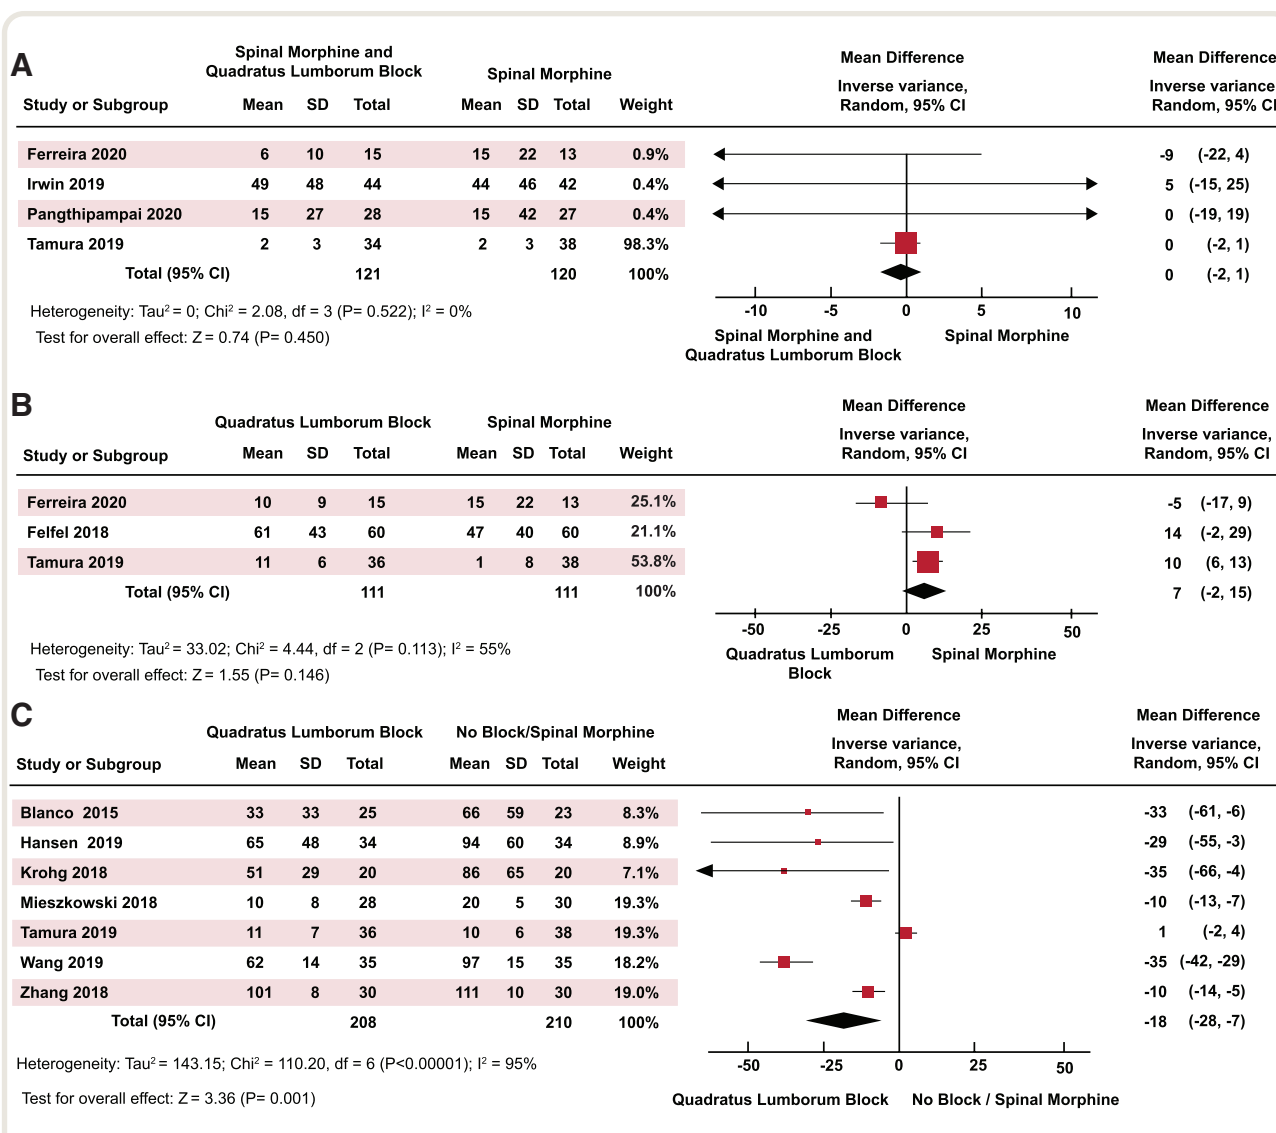 A
Spinal Morphine and
Quadratus Lumborum Block
Spinal Morphine
Mean Difference
Mean Difference
Inverse variance,
Random, 95% CI
Inverse variance
Random, 95% CI
Study or Subgroup Mean SD Total Mean SD Total Weight
Ferreira 2020 6 10 15 15 22 13 0.9% -9 (-22, 4)
Irwin 2019 49 48 44 44 46 42 0.4% 5 (-15, 25)
Pangthipampai 2020 15 27 28 15 42 27 0.4% 0 (-19, 19)
Tamura 2019 2 3 34 2 3 38 98.3% 0 (-2, 1)
Total (95% CI) 121 120 100% 0 (-2, 1)
Heterogeneity: Tau² = 0; Chi² = 2.08, df = 3 (P= 0.522); I² = 0%
Test for overall effect: Z = 0.74 (P= 0.450)
-10 -5 0 5 10
Spinal Morphine and
Quadratus Lumborum Block
Spinal Morphine
B
Quadratus Lumborum Block
Spinal Morphine
Mean Difference
Mean Difference
Inverse variance,
Random, 95% CI
Inverse variance,
Random, 95% CI
Study or Subgroup Mean SD Total Mean SD Total Weight
Ferreira 2020 10 9 15 15 22 13 25.1% -5 (-17, 9)
Felfel 2018 61 43 60 47 40 60 21.1% 14 (-2, 29)
Tamura 2019 11 6 36 1 8 38 53.8% 10 (6, 13)
Total (95% CI) 111 111 100% 7 (-2, 15)
Heterogeneity: Tau² = 33.02; Chi² = 4.44, df = 2 (P= 0.113); I² = 55%
Test for overall effect: Z = 1.55 (P= 0.146)
-50 -25 0 25 50
Quadratus Lumborum
Block
Spinal Morphine
C
Quadratus Lumborum Block
No Block/Spinal Morphine
Mean Difference
Mean Difference
Inverse variance,
Random, 95% CI
Inverse variance,
Random, 95% CI
Study or Subgroup Mean SD Total Mean SD Total Weight
Blanco 2015 33 33 25 66 59 23 8.3% -33 (-61, -6)
Hansen 2019 65 48 34 94 60 34 8.9% -29 (-55, -3)
Krohg 2018 51 29 20 86 65 20 7.1% -35 (-66, -4)
Mieszkowski 2018 10 8 28 20 5 30 19.3% -10 (-13, -7)
Tamura 2019 11 7 36 10 6 38 19.3% 1 (-2, 4)
Wang 2019 62 14 35 97 15 35 18.2% -35 (-42, -29)
Zhang 2018 101 8 30 111 10 30 19.0% -10 (-14, -5)
Total (95% CI) 208 210 100% -18 (-28, -7)
Heterogeneity: Tau² = 143.15; Chi² = 110.20, df = 6 (P<0.00001); I² = 95%
Test for overall effect: Z = 3.36 (P= 0.001)
-50 -25 0 25 50
Quadratus Lumborum Block
No Block / Spinal Morphine